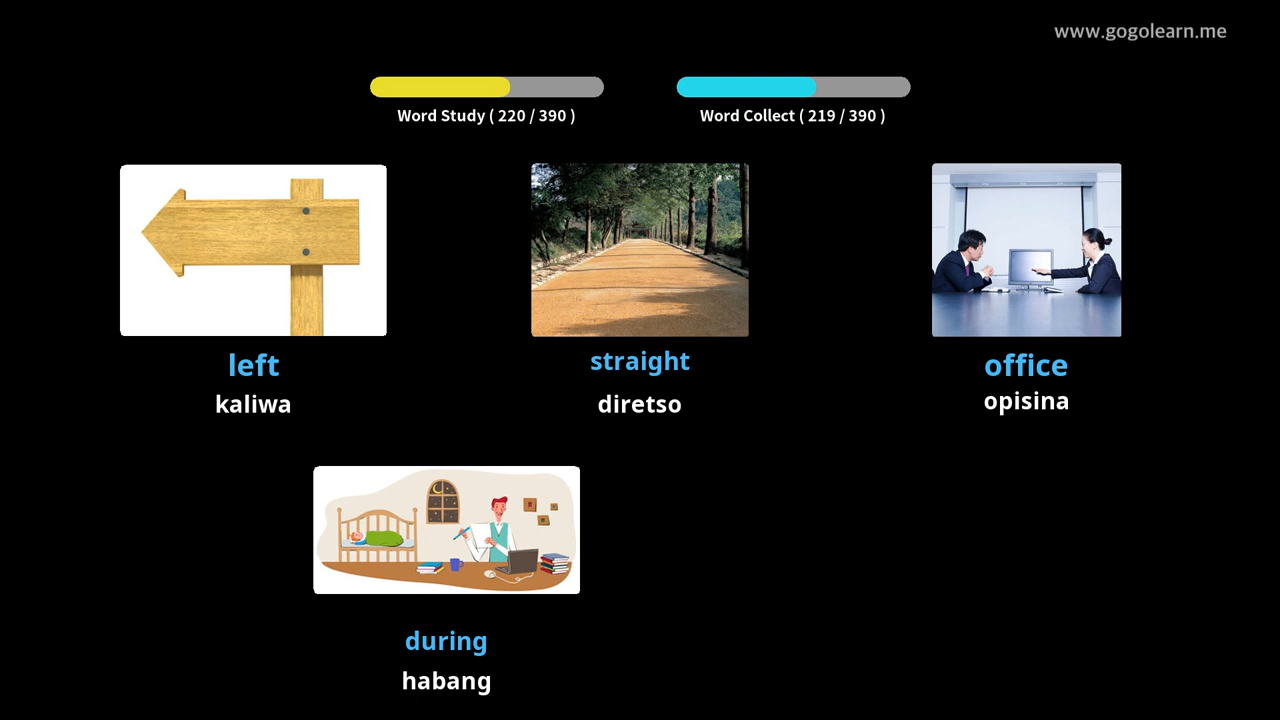 www.gogolearn.me
Word Study ( 220 / 390 )
Word Collect ( 219 / 390 )
left
kaliwa
straight
diretso
office
opisina
during
habang